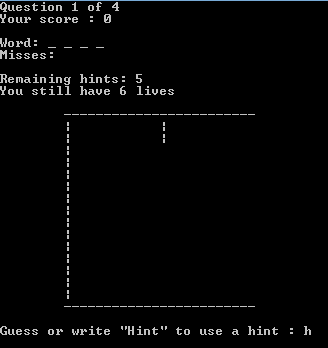 Question 1 of 4
Your score : 0
Word: _ _ _ _
Misses:
Remaining hints: 5
You still have 6 lives
Guess or write "Hint" to use a hint : h